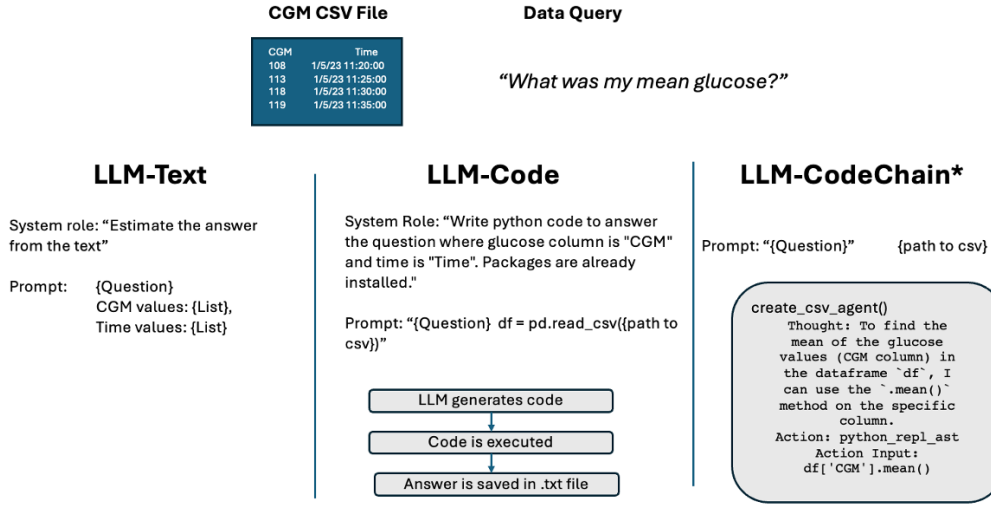 CGM CSV File
Data Query
CGM Time
108 1/5/23 11:20:00
113 1/5/23 11:25:00
118 1/5/23 11:30:00
119 1/5/23 11:35:00
“What was my mean glucose?”
LLM-Text
System role: “Estimate the answer
from the text”
Prompt: {Question}
CGM values: {List},
Time values: {List}
LLM-Code
System Role: “Write python code to answer
the question where glucose column is "CGM"
and time is "Time". Packages are already
installed."
Prompt: “{Question} df = pd.read_csv({path to
csv})”
LLM generates code
Code is executed
Answer is saved in .txt file
LLM-CodeChain*
Prompt: “{Question}” {path to csv}
create_csv_agent()
Thought: To find the
mean of the glucose
values (CGM column) in
the dataframe `df`, I
can use the `.mean()`
method on the specific
column.
Action: python_repl_ast
Action Input:
df['CGM'].mean()